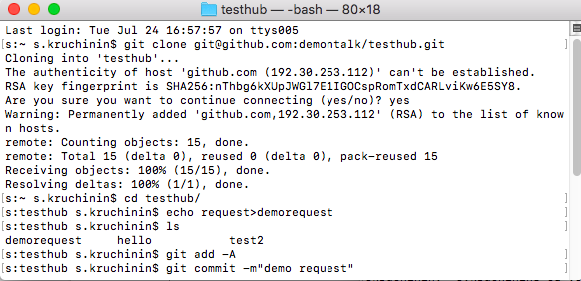 testhub — -bash — 80×18
Last login: Tue Jul 24 16:57:57 on ttys005
[s:~ s.kruchinin$ git clone git@github.com:demontalk/testhub.git ]
Cloning into 'testhub'...
The authenticity of host 'github.com (192.30.253.112)' can't be established.
RSA key fingerprint is SHA256:nThbg6kXUpJWGl7E1IGOCspRomTxdCARLviKw6E5SY8.
Are you sure you want to continue connecting (yes/no)? yes
Warning: Permanently added 'github.com,192.30.253.112' (RSA) to the list of know
n hosts.
remote: Counting objects: 15, done.
remote: Total 15 (delta 0), reused 0 (delta 0), pack-reused 15
Receiving objects: 100% (15/15), done.
Resolving deltas: 100% (1/1), done.
[s:~ s.kruchinin$ cd testhub/ ]
[s:testhub s.kruchinin$ echo request>demorequest ]
[s:testhub s.kruchinin$ ls ]
demorequest hello test2
[s:testhub s.kruchinin$ git add -A ]
[s:testhub s.kruchinin$ git commit -m"demo request" ]